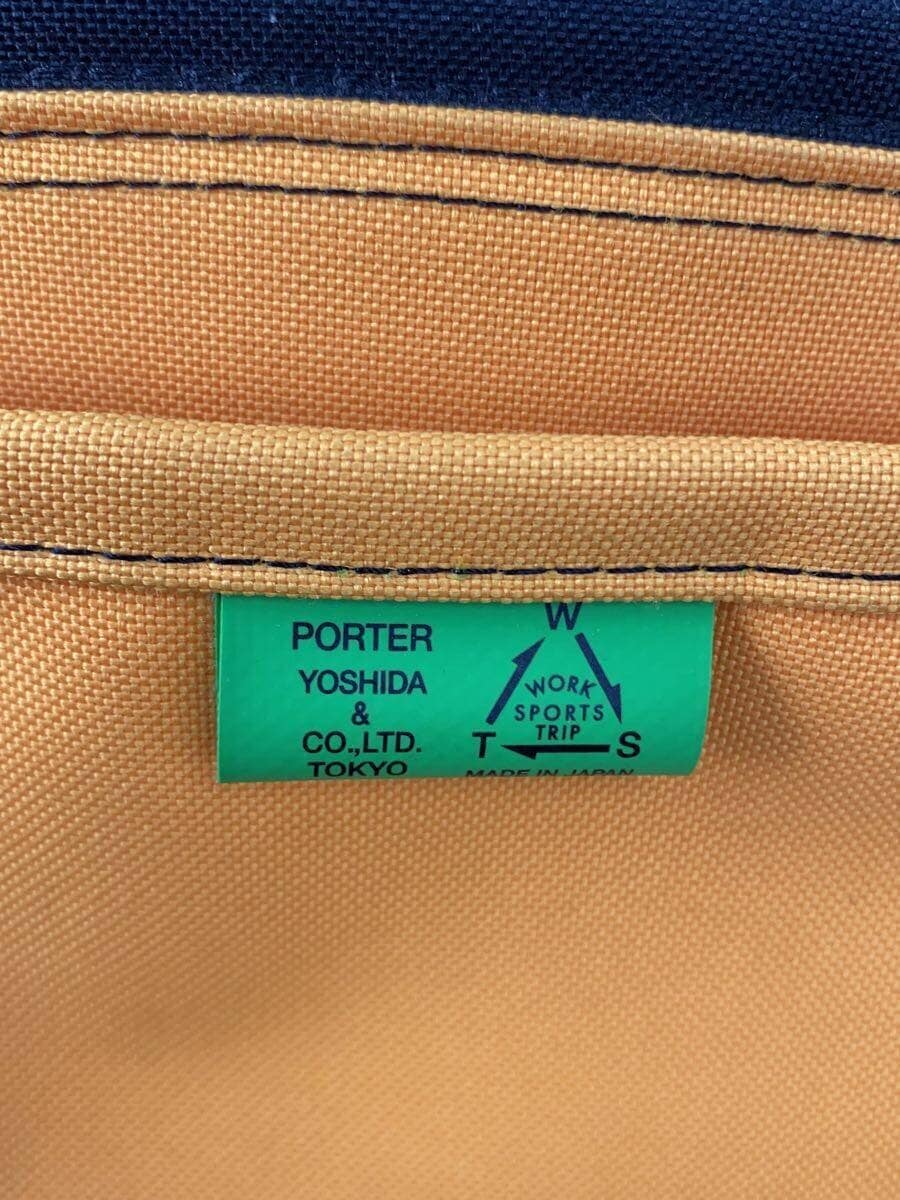 PORTER
YOSHIDA
&
CO.,LTD.
TOKYO
W
WORK
SPORTS
TRIP
T S
MADE IN JAPAN